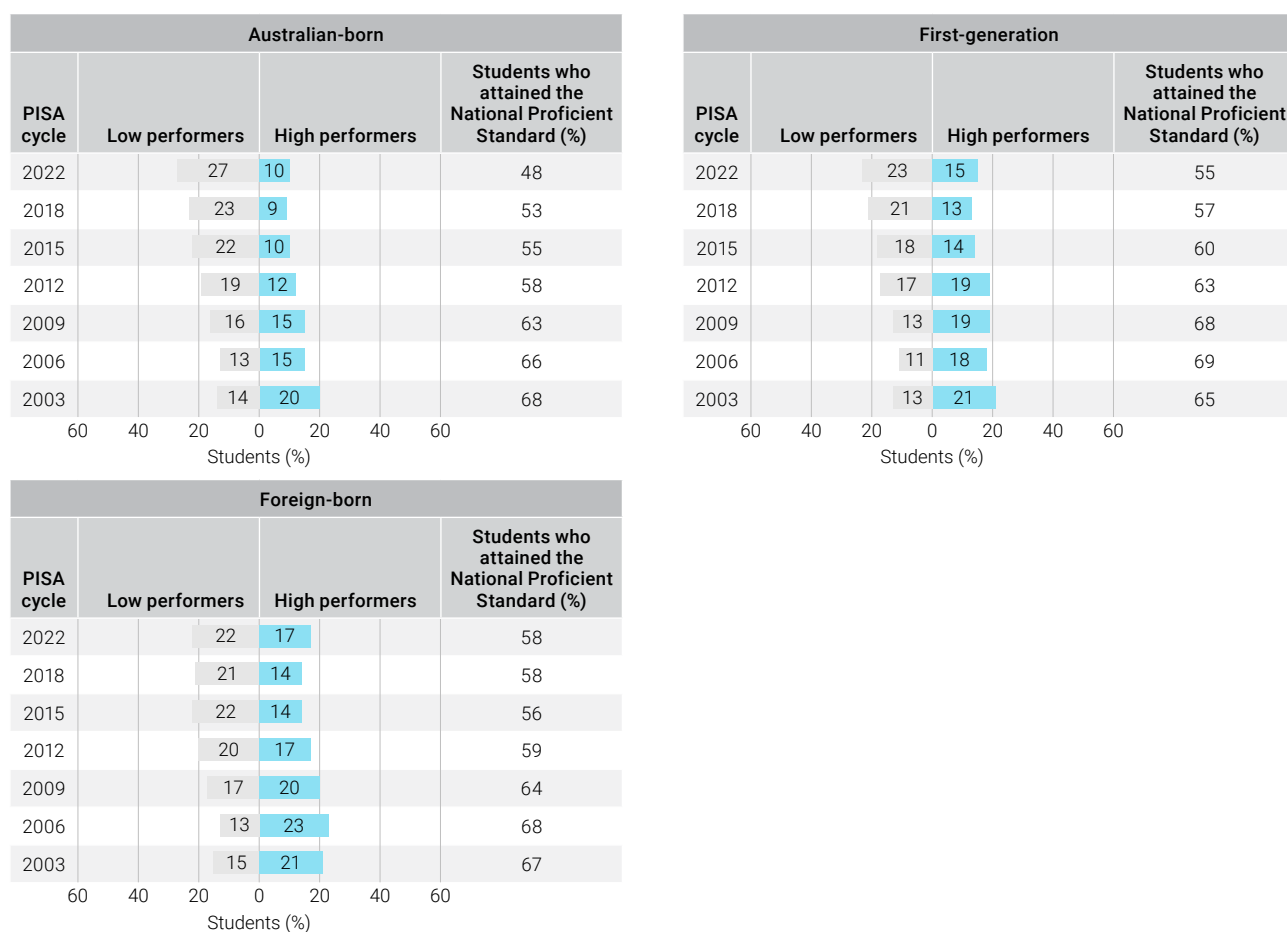 Australian-born
PISA
cycle
Low performers
High performers
Students who
attained the
National Proficient
Standard (%)
2022 27 10 48
2018 23 9 53
2015 22 10 55
2012 19 12 58
2009 16 15 63
2006 13 15 66
2003 14 20 68
60 40 20 0 20 40 60
Students (%)
First-generation
PISA
cycle
Low performers
High performers
Students who
attained the
National Proficient
Standard (%)
2022 23 15 55
2018 21 13 57
2015 18 14 60
2012 17 19 63
2009 13 19 68
2006 11 18 69
2003 13 21 65
60 40 20 0 20 40 60
Students (%)
Foreign-born
PISA
cycle
Low performers
High performers
Students who
attained the
National Proficient
Standard (%)
2022 22 17 58
2018 21 14 58
2015 22 14 56
2012 20 17 59
2009 17 20 64
2006 13 23 68
2003 15 21 67
60 40 20 0 20 40 60
Students (%)